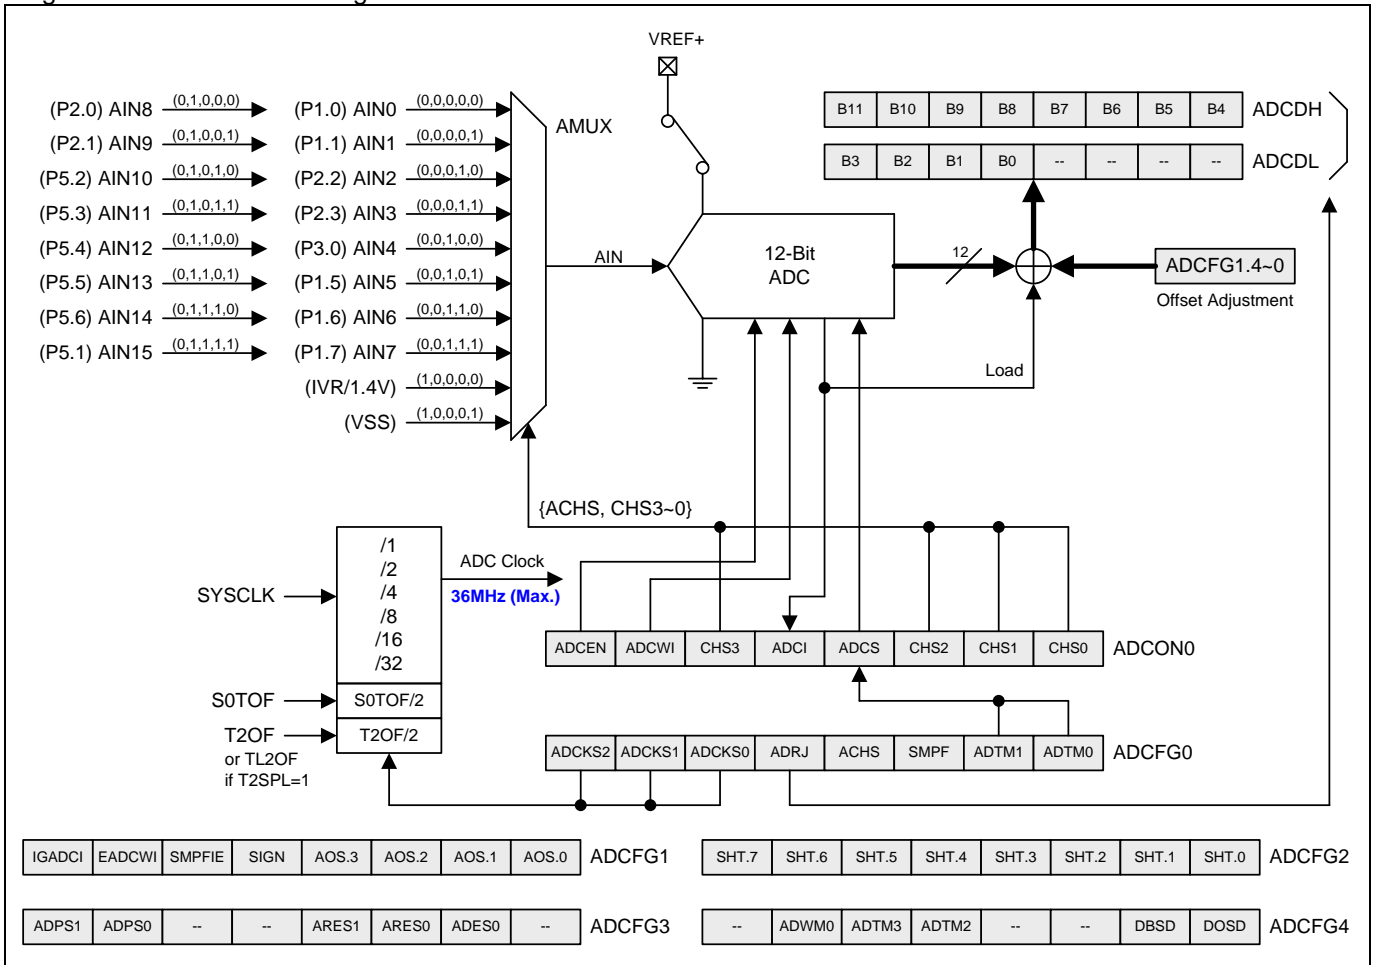 VREF+
(P2.0) AIN8 (0,1,0,0,0) (P1.0) AIN0 (0,0,0,0,0)
AMUX
B11 B10 B9 B8 B7 B6 B5 B4 ADCDH
(P2.1) AIN9 (0,1,0,0,1) (P1.1) AIN1 (0,0,0,0,1)
B3 B2 B1 B0 -- -- -- -- ADCDL
(P5.2) AIN10 (0,1,0,1,0) (P2.2) AIN2 (0,0,0,1,0)
(P5.3) AIN11 (0,1,0,1,1) (P2.3) AIN3 (0,0,0,1,1)
(P5.4) AIN12 (0,1,1,0,0) (P3.0) AIN4 (0,0,1,0,0)
AIN
12-Bit
ADC
12
ADCFG1.4~0
Offset Adjustment
(P5.5) AIN13 (0,1,1,0,1) (P1.5) AIN5 (0,0,1,0,1)
(P5.6) AIN14 (0,1,1,1,0) (P1.6) AIN6 (0,0,1,1,0)
(P5.1) AIN15 (0,1,1,1,1) (P1.7) AIN7 (0,0,1,1,1)
Load
(IVR/1.4V) (1,0,0,0,0)
(VSS) (1,0,0,0,1)
{ACHS, CHS3~0}
/1
/2
/4
/8
/16
/32
ADC Clock
36MHz (Max.)
SYSCLK
ADCEN ADCWI CHS3 ADCI ADCS CHS2 CHS1 CHS0 ADCON0
S0TOF S0TOF/2
T2OF T2OF/2
or TL2OF
if T2SPL=1
ADCKS2 ADCKS1 ADCKS0 ADRJ ACHS SMPF ADTM1 ADTM0 ADCFG0
IGADCI EADCWI SMPFIE SIGN AOS.3 AOS.2 AOS.1 AOS.0 ADCFG1
SHT.7 SHT.6 SHT.5 SHT.4 SHT.3 SHT.2 SHT.1 SHT.0 ADCFG2
ADPS1 ADPS0 -- -- ARES1 ARES0 ADES0 -- ADCFG3
-- ADWM0 ADTM3 ADTM2 -- -- DBSD DOSD ADCFG4